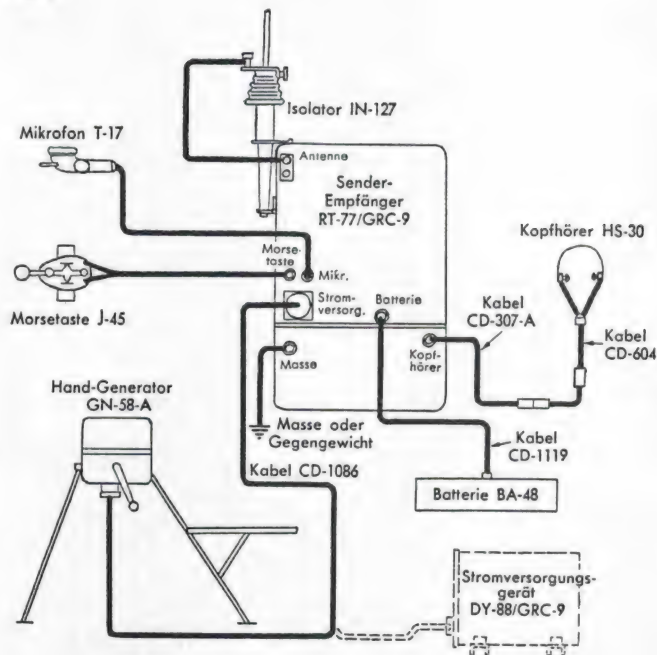 Isolator IN-127
Mikrofon T-17
Antenne
Sender-
Empfänger
RT-77/GRC-9
Kopfhörer HS-30
Morse-
taste
Mikr.
Morsetaste J-45
Strom-
versorg.
Batterie
Kabel
CD-307-A
Kabel
CD-604
Masse
Kopf-
hörer
Hand-Generator
GN-58-A
Masse oder
Gegengewicht
Kabel CD-1086
Kabel
CD-1119
Batterie BA-48
Stromversorgungs-
gerät
DY-88/GRC-9